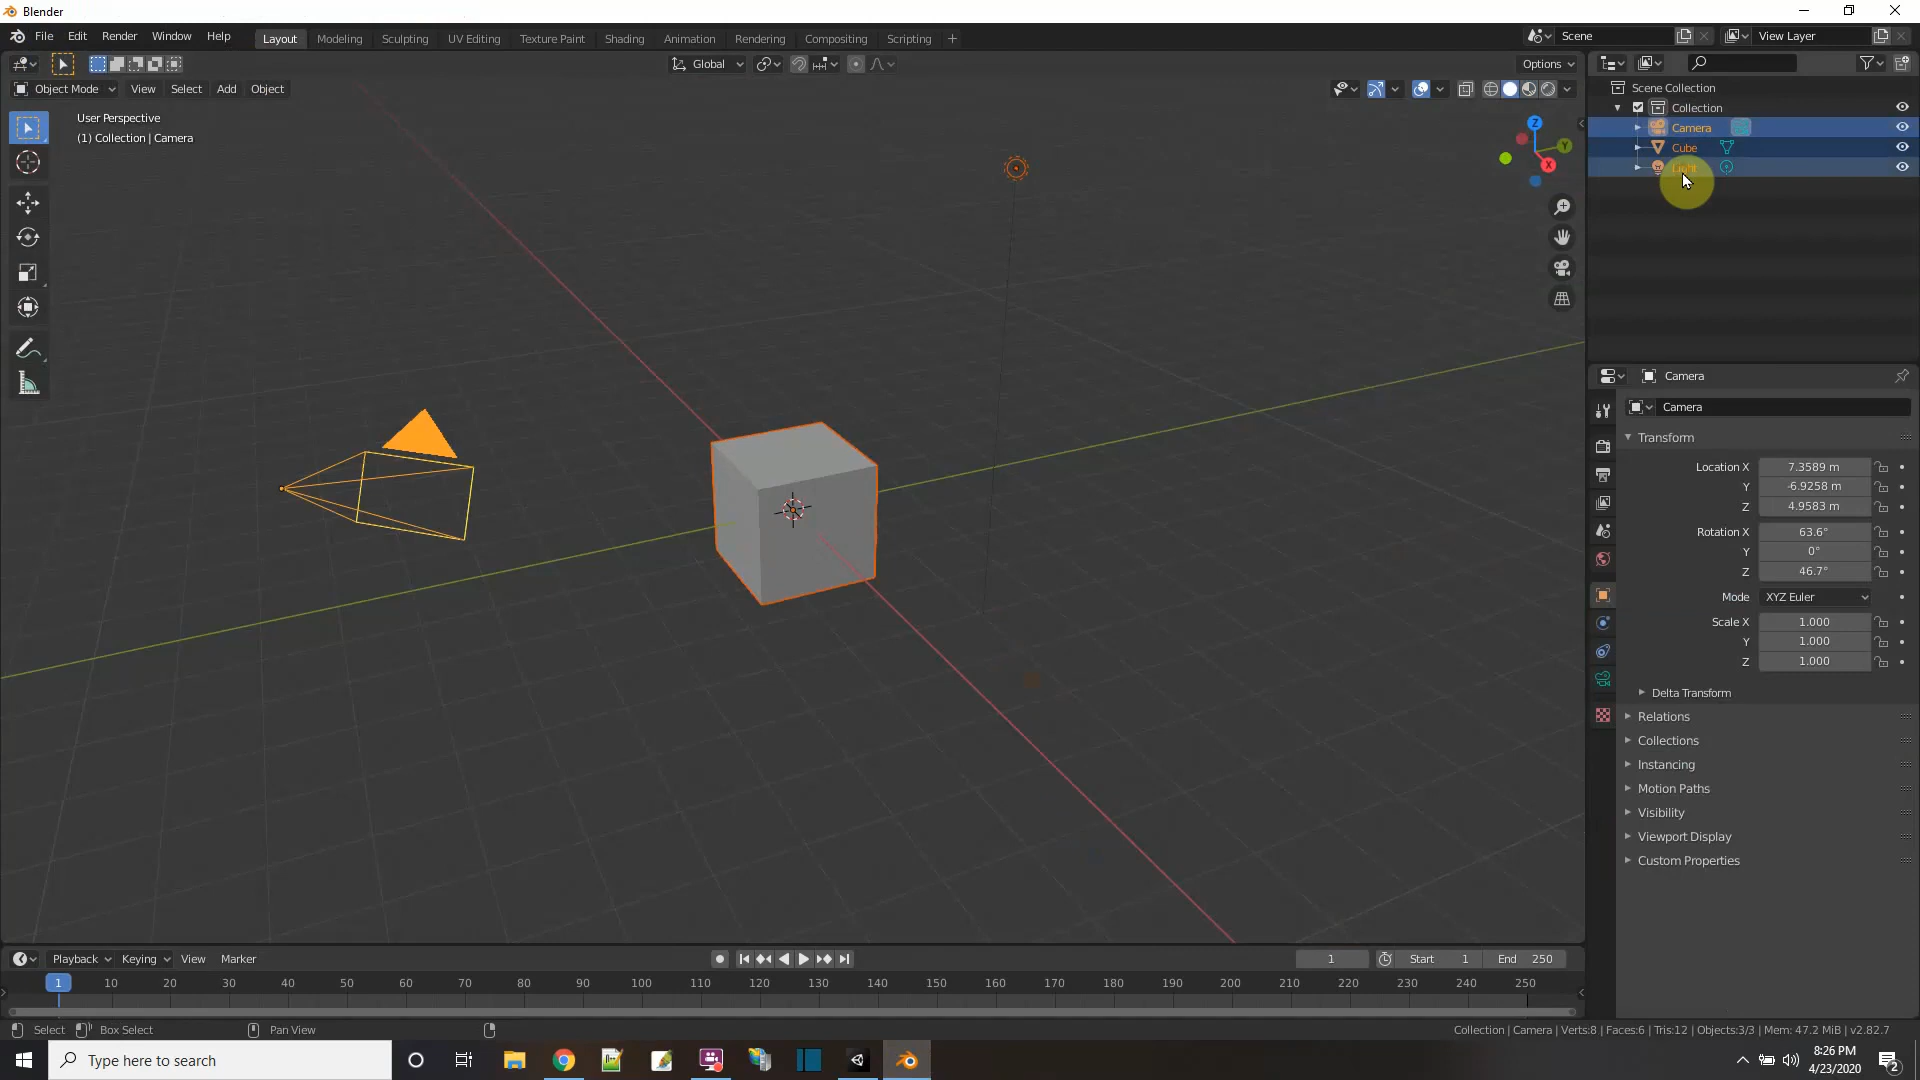 Blender
File Edit Render Window Help Layout Modeling Sculpting UV Editing Texture Paint Shading Animation Rendering Compositing Scripting + Scene View Layer
Global Options
Object Mode View Select Add Object
User Perspective
(1) Collection | Camera
Z
Y
X
Scene Collection
Collection
Camera
Cube
Light
Camera
Camera
Transform
Location X 7.3589 m
Y -6.9258 m
Z 4.9583 m
Rotation X 63.6°
Y 0°
Z 46.7°
Mode XYZ Euler
Scale X 1.000
Y 1.000
Z 1.000
Delta Transform
Relations
Collections
Instancing
Motion Paths
Visibility
Viewport Display
Custom Properties
Playback Keying View Marker 1 Start 1 End 250
1 10 20 30 40 50 60 70 80 90 100 110 120 130 140 150 160 170 180 190 200 210 220 230 240 250
Select Box Select Pan View Collection | Camera | Verts:8 | Faces:6 | Tris:12 | Objects:3/3 | Mem: 47.2 MiB | v2.82.7
Type here to search
8:26 PM
4/23/2020
2